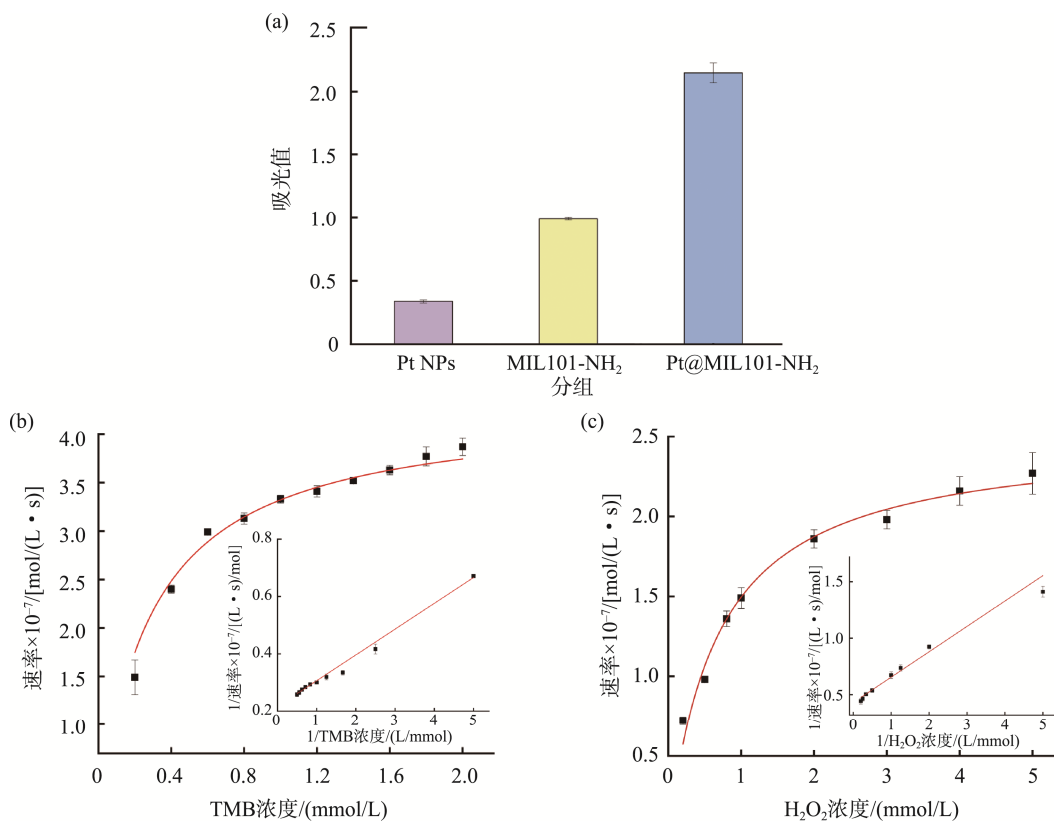 (a)
2.5
2.0
1.5
1.0
0.5
0
吸光值
Pt NPs
MIL101-NH₂
Pt@MIL101-NH₂
分组
(b)
4.0
3.5
3.0
2.5
2.0
1.5
1.0
速率×10⁻⁷/[mol/(L·s)]
0
0.4
0.8
1.2
1.6
2.0
TMB浓度/(mmol/L)
0.8
0.6
0.4
0.2
1/速率×10⁻⁷/[(L·s)/mol]
0 1 2 3 4 5
1/TMB浓度/(L/mmol)
(c)
2.5
2.0
1.5
1.0
0.5
速率×10⁻⁷/[mol/(L·s)]
0 1 2 3 4 5
H₂O₂浓度/(mmol/L)
1.5
1.0
0.5
1/速率×10⁻⁷/[(L·s)/mol]
0 1 2 3 4 5
1/H₂O₂浓度/(L/mmol)